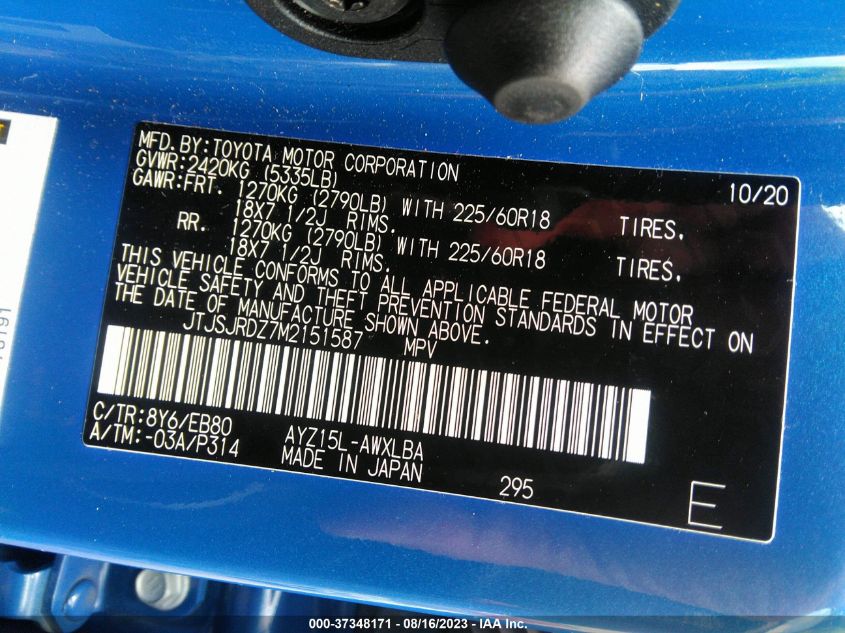 MFD.BY:TOYOTA MOTOR CORPORATION 10/20
GVWR:2420KG (5335LB)
GAWR:FRT. 1270KG (2790LB) WITH 225/60R18 TIRES,
18X7 1/2J RIMS.
RR. 1270KG (2790LB) WITH 225/60R18 TIRES,
18X7 1/2J RIMS.
THIS VEHICLE CONFORMS TO ALL APPLICABLE FEDERAL MOTOR
VEHICLE SAFETY AND THEFT PREVENTION STANDARDS IN EFFECT ON
THE DATE OF MANUFACTURE SHOWN ABOVE.
JTJSJRDZ7M2151587 MPV
C/TR:8Y6/EB80
A/TM:-03A/P314
AYZ15L-AWXLBA
MADE IN JAPAN 295 E
000-37348171 - 08/16/2023 - IAA Inc.